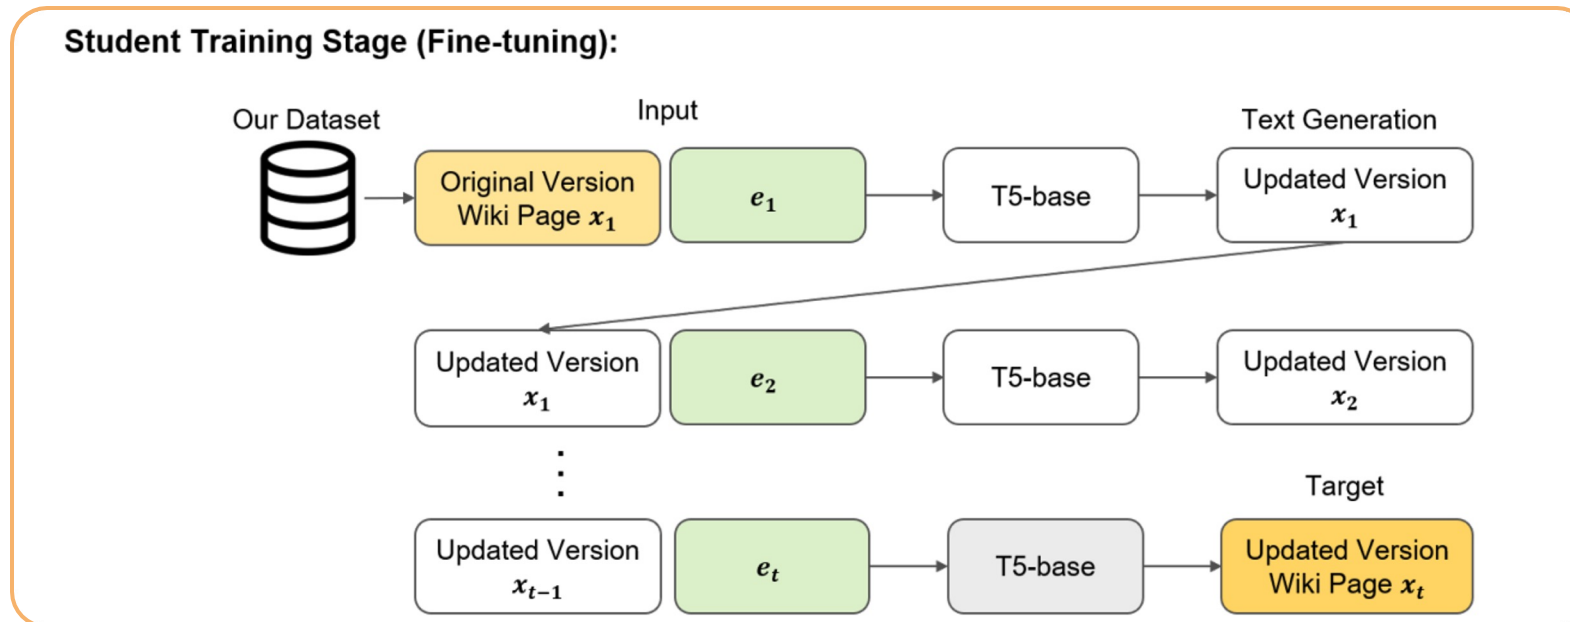 Student Training Stage (Fine-tuning):
Our Dataset
Input
Text Generation
Original Version
Wiki Page x₁
e₁
T5-base
Updated Version
x₁
Updated Version
x₁
e₂
T5-base
Updated Version
x₂
⋮
Target
Updated Version
xₜ₋₁
eₜ
T5-base
Updated Version
Wiki Page xₜ